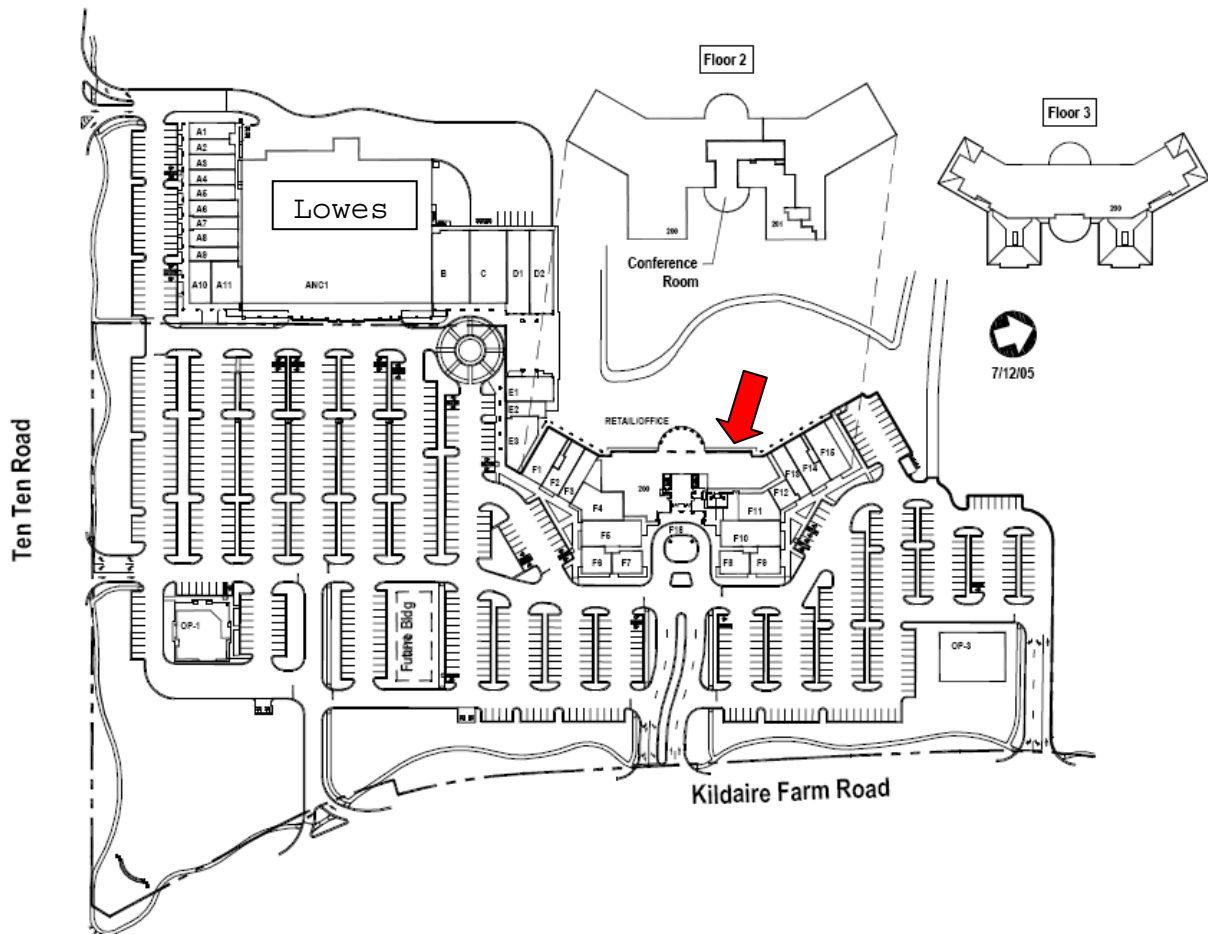 Floor 2
Floor 3
A1
A2
A3
A4
A5
A6
A7
A8
A9
A10
A11
Lowes
ANC1
B
C
D1
D2
200
201
Conference
Room
200
7/12/05
Ten Ten Road
E1
E2
E3
RETAIL/OFFICE
F1
F2
F3
F4
200
F5
F6
F7
F16
F8
F9
F10
F11
F12
F13
F14
F15
OP-1
Future Bldg
OP-3
Kildaire Farm Road